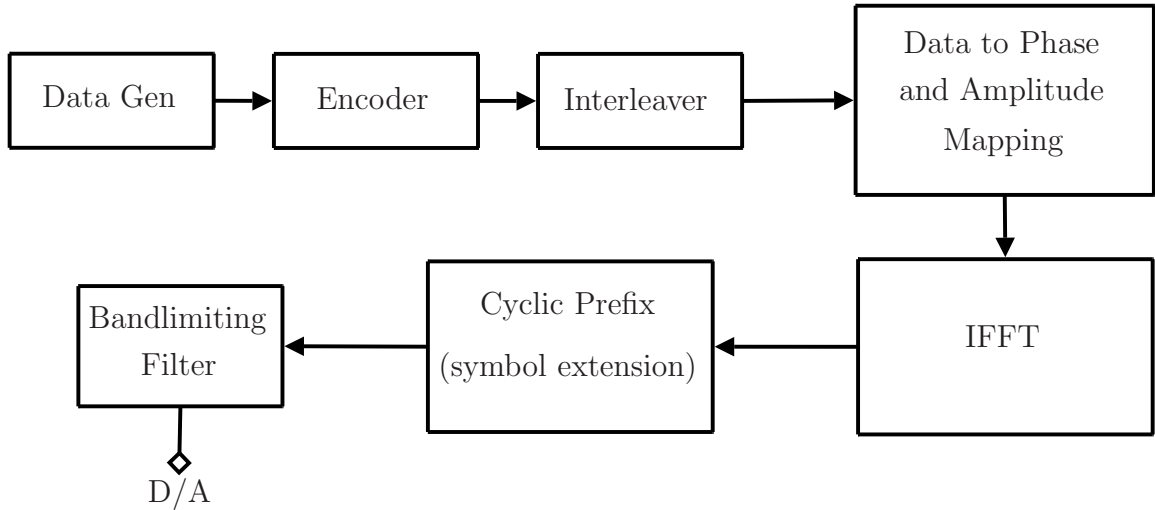 Data Gen
Encoder
Interleaver
Data to Phase
and Amplitude
Mapping
IFFT
Cyclic Prefix
(symbol extension)
Bandlimiting
Filter
D/A